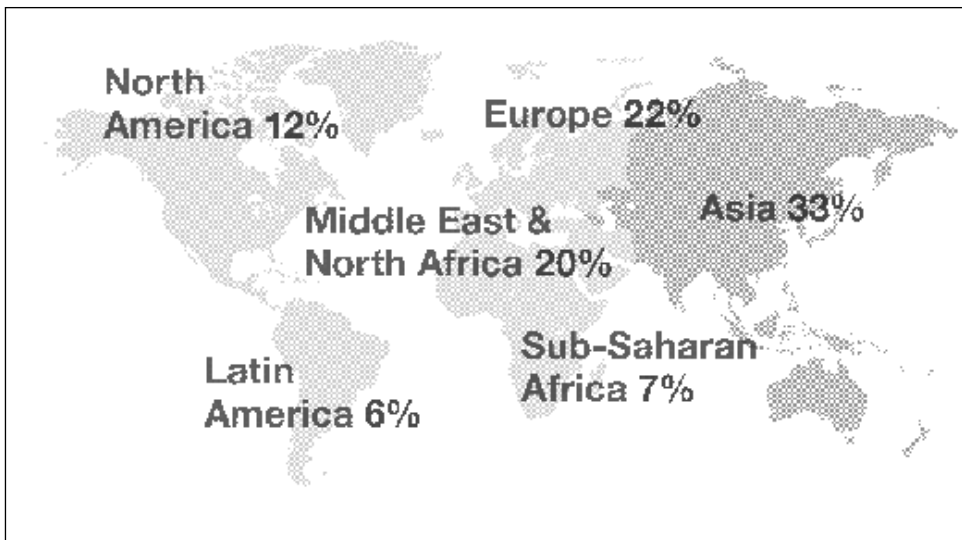 North
America 12%
Europe 22%
Asia 33%
Middle East &
North Africa 20%
Sub-Saharan
Africa 7%
Latin
America 6%